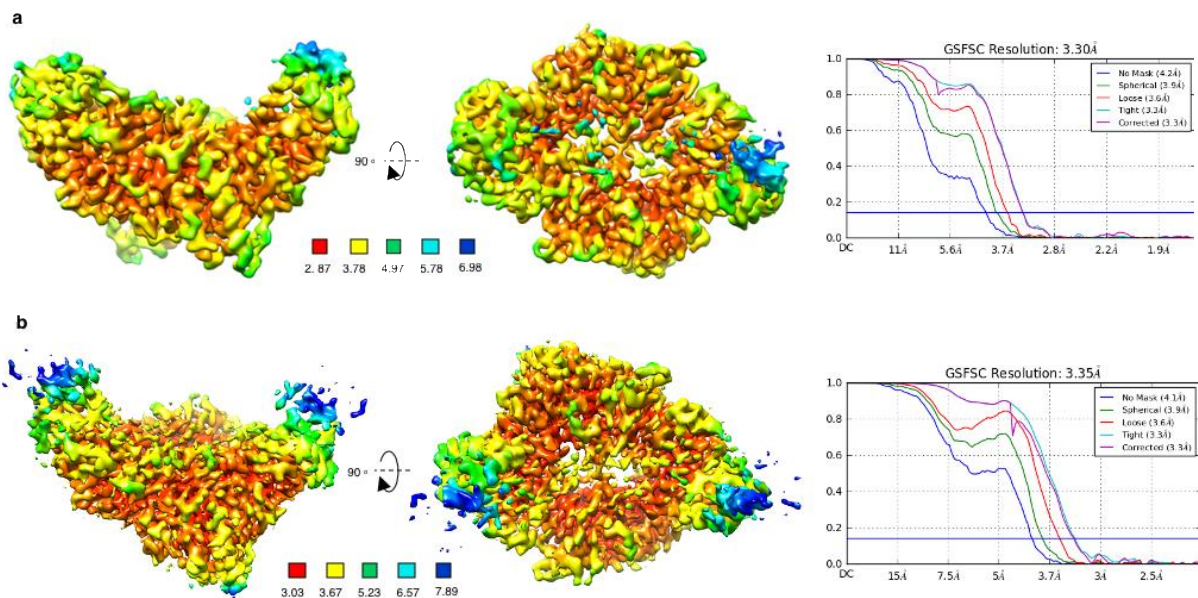 a
90 °
2. 87 3.78 4.97 5.78 6.98
GSFSC Resolution: 3.30Å
1.0
0.8
0.6
0.4
0.2
0.0
No Mask (4.2Å)
Spherical (3.9Å)
Loose (3.6Å)
Tight (3.3Å)
Corrected (3.3Å)
DC 11Å 5.6Å 3.7Å 2.8Å 2.2Å 1.9Å
b
90 °
3.03 3.67 5.23 6.57 7.89
GSFSC Resolution: 3.35Å
1.0
0.8
0.6
0.4
0.2
0.0
No Mask (4.1Å)
Spherical (3.9Å)
Loose (3.6Å)
Tight (3.3Å)
Corrected (3.3Å)
DC 15Å 7.5Å 5Å 3.7Å 3Å 2.5Å